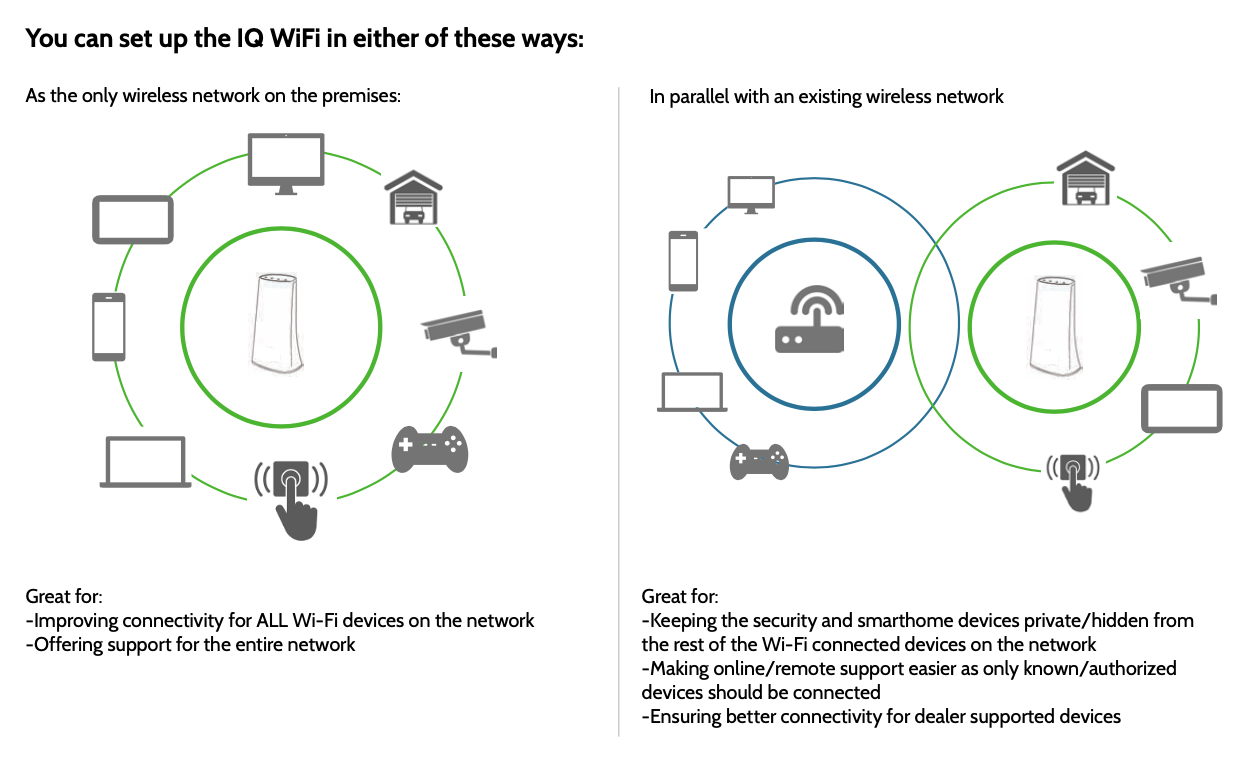 You can set up the IQ WiFi in either of these ways:
As the only wireless network on the premises:
Great for:
-Improving connectivity for ALL Wi-Fi devices on the network
-Offering support for the entire network
In parallel with an existing wireless network
Great for:
-Keeping the security and smarthome devices private/hidden from
the rest of the Wi-Fi connected devices on the network
-Making online/remote support easier as only known/authorized
devices should be connected
-Ensuring better connectivity for dealer supported devices